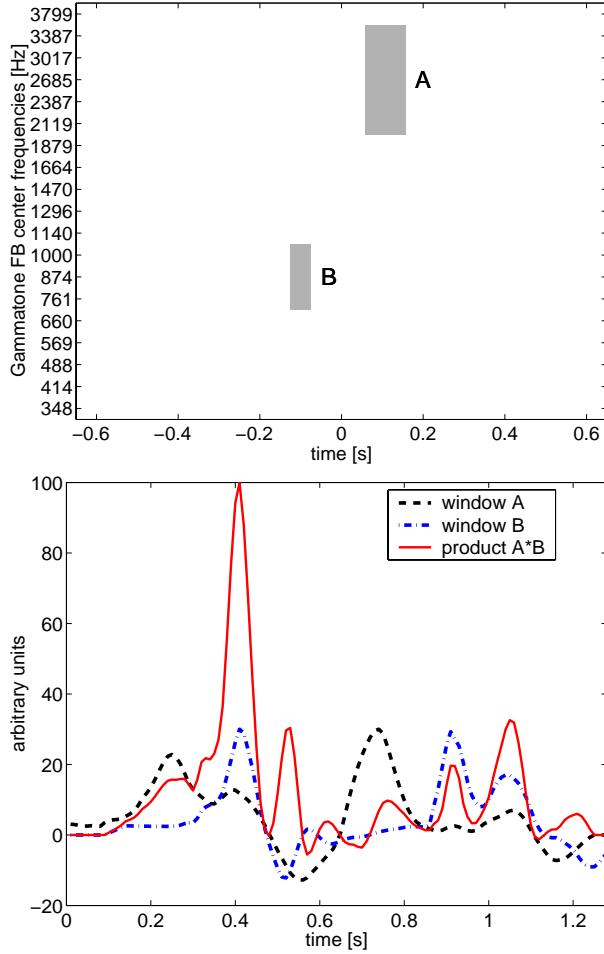 Gammatone FB center frequencies [Hz]
3799
3387
3017
2685
2387
2119
1879
1664
1470
1296
1140
1000
874
761
660
569
488
414
348
A
B
−0.6 −0.4 −0.2 0 0.2 0.4 0.6
time [s]
arbitrary units
100
80
60
40
20
0
−20
window A
window B
product A*B
0 0.2 0.4 0.6 0.8 1 1.2
time [s]